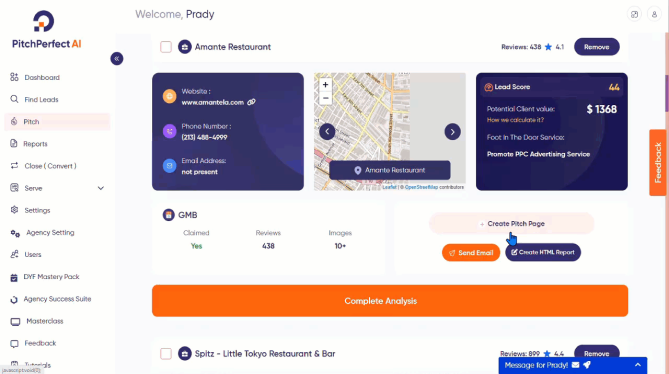 Welcome, Prady
PitchPerfect AI
Dashboard
Find Leads
Pitch
Reports
Close ( Convert )
Serve
Settings
Agency Setting
Users
DYF Mastery Pack
Agency Success Suite
Masterclass
Feedback
Tutorials
javascript:void(0);
Amante Restaurant
Reviews: 438 4.1
Remove
Website :
www.amantela.com
Phone Number :
(213) 488-4999
Email Address:
not present
+
−
Amante Restaurant
Leaflet | © OpenStreetMap contributors
Lead Score 44
Potential Client value: $ 1368
How we calculate it?
Foot In The Door Service:
Promote PPC Advertising Service
GMB
Claimed Reviews Images
Yes 438 10+
+ Create Pitch Page
Send Email
Create HTML Report
Complete Analysis
Spitz - Little Tokyo Restaurant & Bar
Reviews: 899 4.4
Remove
Message for Prady!
Feedback